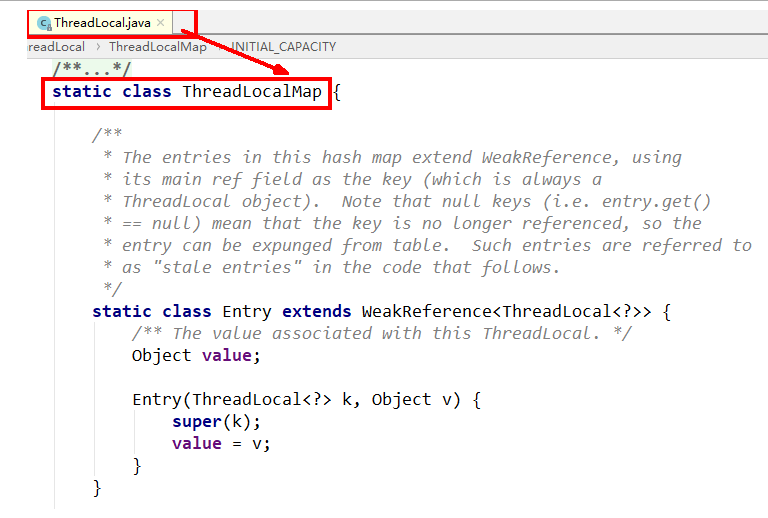 ThreadLocal.java
readLocal > ThreadLocalMap > INITIAL_CAPACITY
/**...*/
static class ThreadLocalMap {
/**
* The entries in this hash map extend WeakReference, using
* its main ref field as the key (which is always a
* ThreadLocal object).  Note that null keys (i.e. entry.get()
* == null) mean that the key is no longer referenced, so the
* entry can be expunged from table.  Such entries are referred to
* as "stale entries" in the code that follows.
*/
static class Entry extends WeakReference<ThreadLocal<?>> {
/** The value associated with this ThreadLocal. */
Object value;
Entry(ThreadLocal<?> k, Object v) {
super(k);
value = v;
}
}